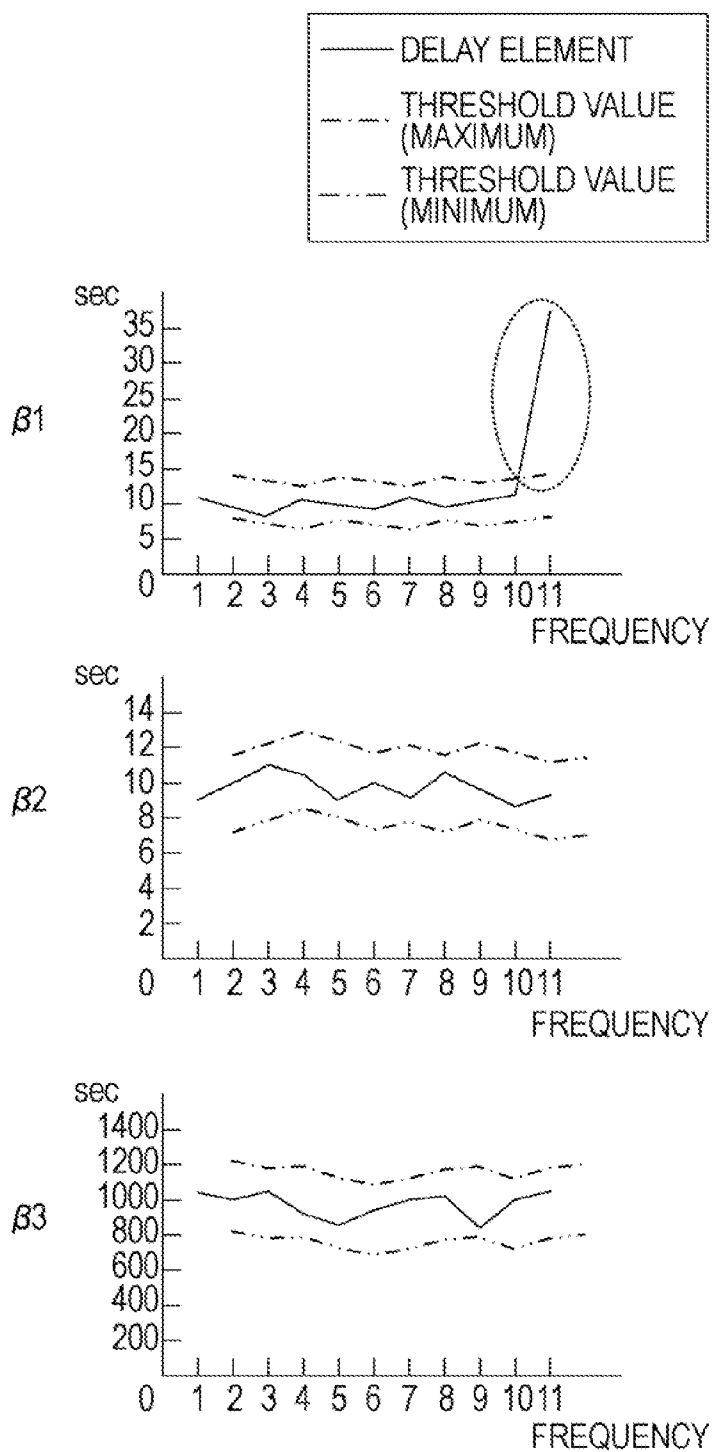 DELAY ELEMENT
THRESHOLD VALUE
(MAXIMUM)
THRESHOLD VALUE
(MINIMUM)
sec
35
30
25
20
15
10
5
0
β1
1 2 3 4 5 6 7 8 9 10 11
FREQUENCY
sec
14
12
10
8
6
4
2
0
β2
1 2 3 4 5 6 7 8 9 10 11
FREQUENCY
sec
1400
1200
1000
800
600
400
200
0
β3
1 2 3 4 5 6 7 8 9 10 11
FREQUENCY